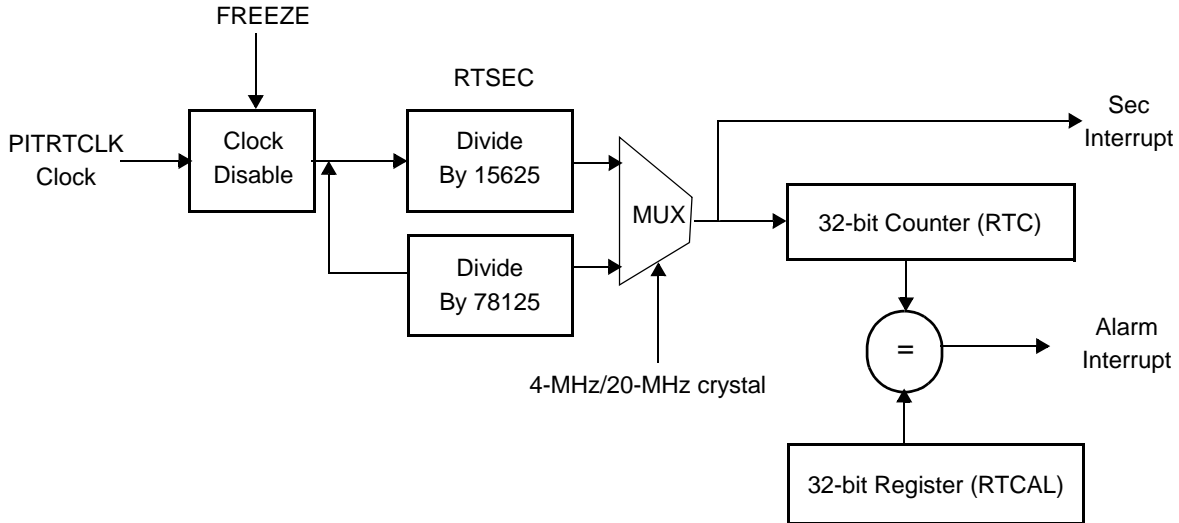 FREEZE
RTSEC
PITRTCLK
Clock
Clock
Disable
Divide
By 15625
Divide
By 78125
MUX
4-MHz/20-MHz crystal
Sec
Interrupt
32-bit Counter (RTC)
=
Alarm
Interrupt
32-bit Register (RTCAL)